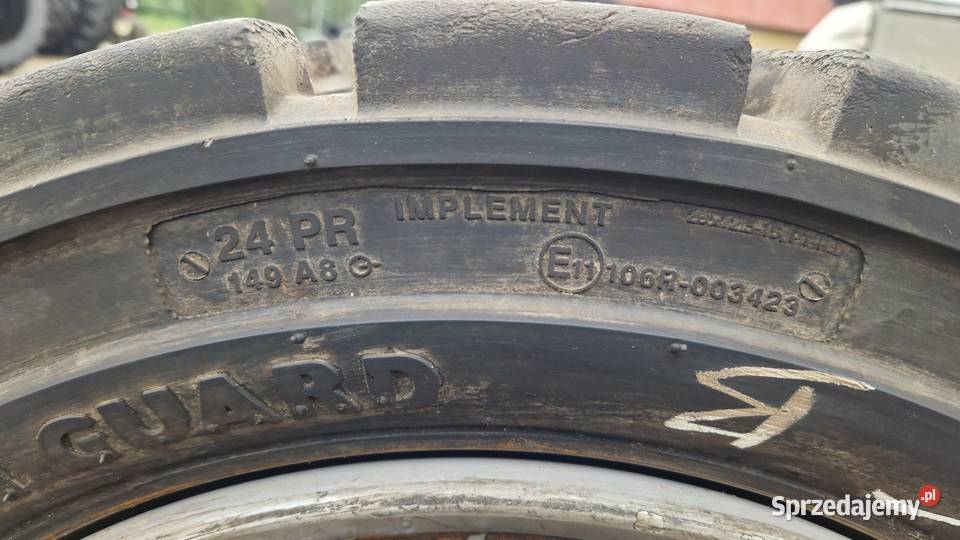 24 PR
149 A8
IMPLEMENT
E11 106R-003423
GUARD
Sprzedajemy.pl